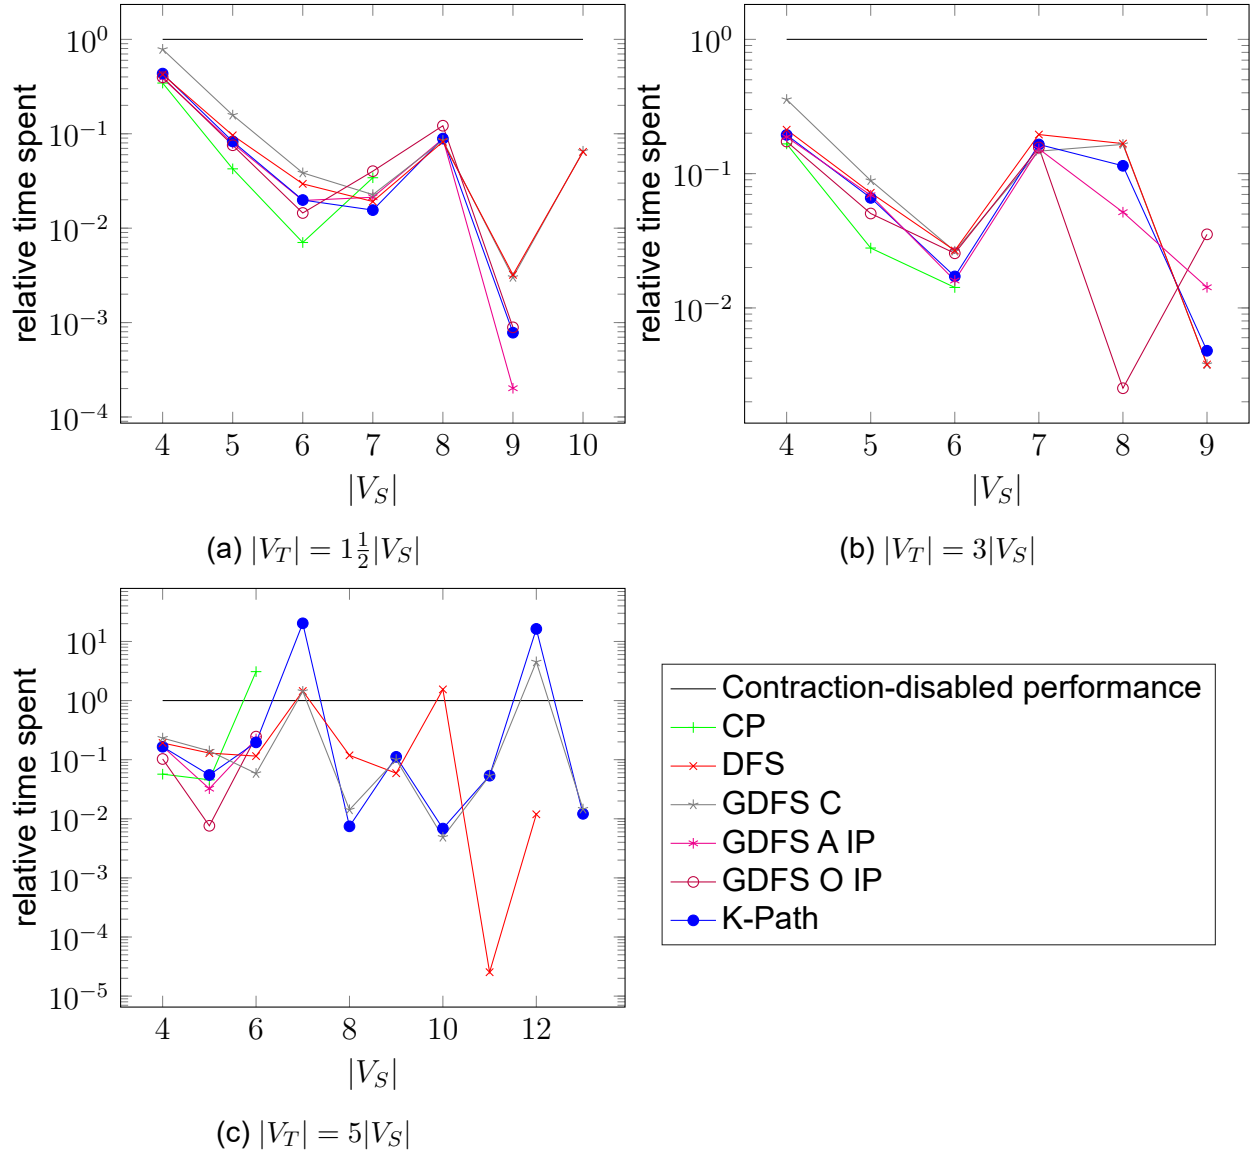 10^0
10^-1
10^-2
10^-3
10^-4
relative time spent
4 5 6 7 8 9 10
|V_S|
(a) |V_T| = 1 1/2 |V_S|
10^0
10^-1
10^-2
relative time spent
4 5 6 7 8 9
|V_S|
(b) |V_T| = 3|V_S|
10^1
10^0
10^-1
10^-2
10^-3
10^-4
10^-5
relative time spent
4 6 8 10 12
|V_S|
(c) |V_T| = 5|V_S|
Contraction-disabled performance
CP
DFS
GDFS C
GDFS A IP
GDFS O IP
K-Path